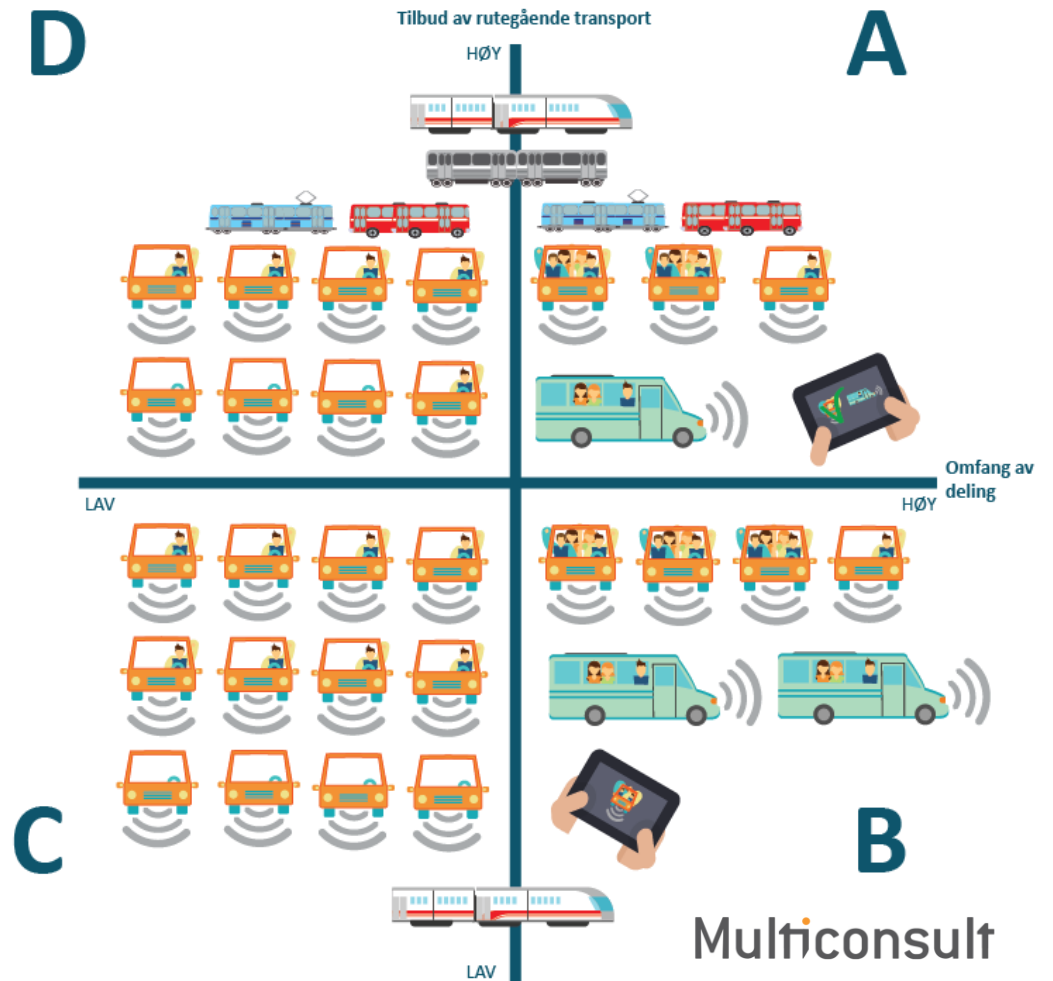 Tilbud av rutegående transport
D
HØY
A
LAV
Omfang av
deling
HØY
C
B
LAV
Multiconsult